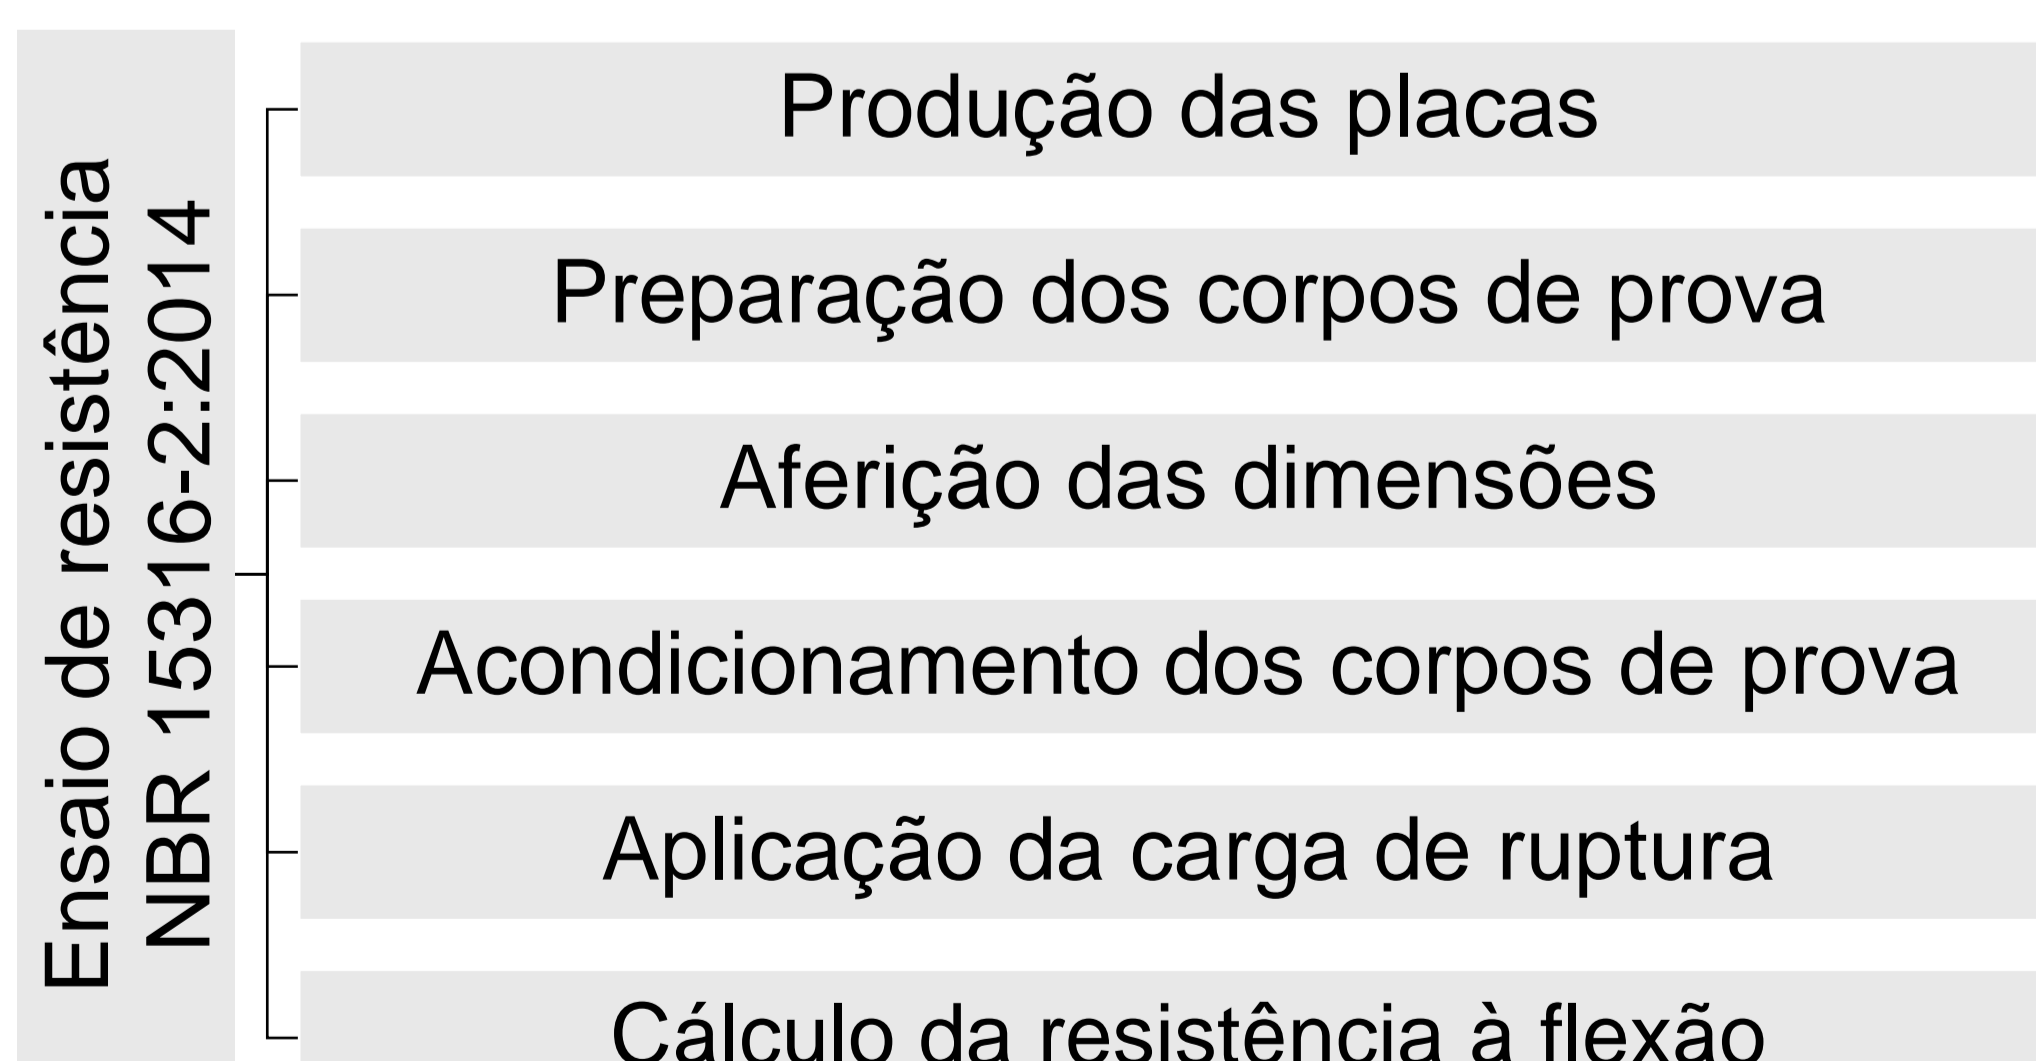 Ensaio de resistência
NBR 15316-2:2014
Produção das placas
Preparação dos corpos de prova
Aferição das dimensões
Acondicionamento dos corpos de prova
Aplicação da carga de ruptura
Cálculo da resistência à flexão